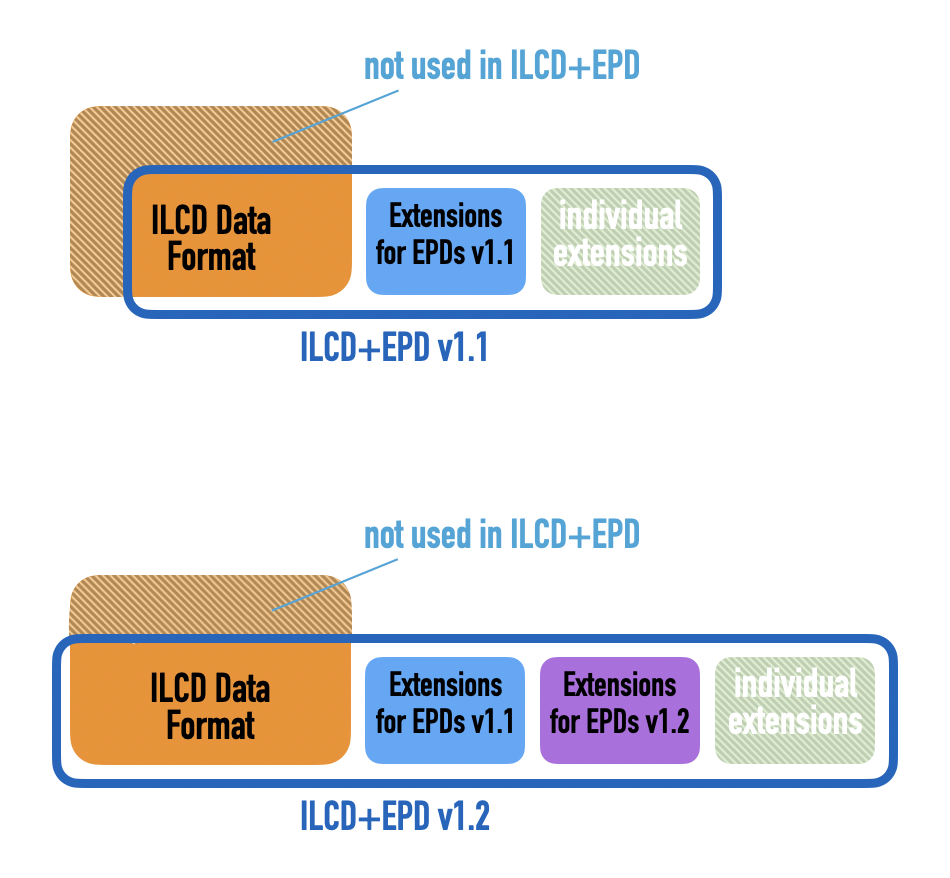 not used in ILCD+EPD
ILCD Data
Format
Extensions
for EPDs v1.1
individual
extensions
ILCD+EPD v1.1
not used in ILCD+EPD
ILCD Data
Format
Extensions
for EPDs v1.1
Extensions
for EPDs v1.2
individual
extensions
ILCD+EPD v1.2